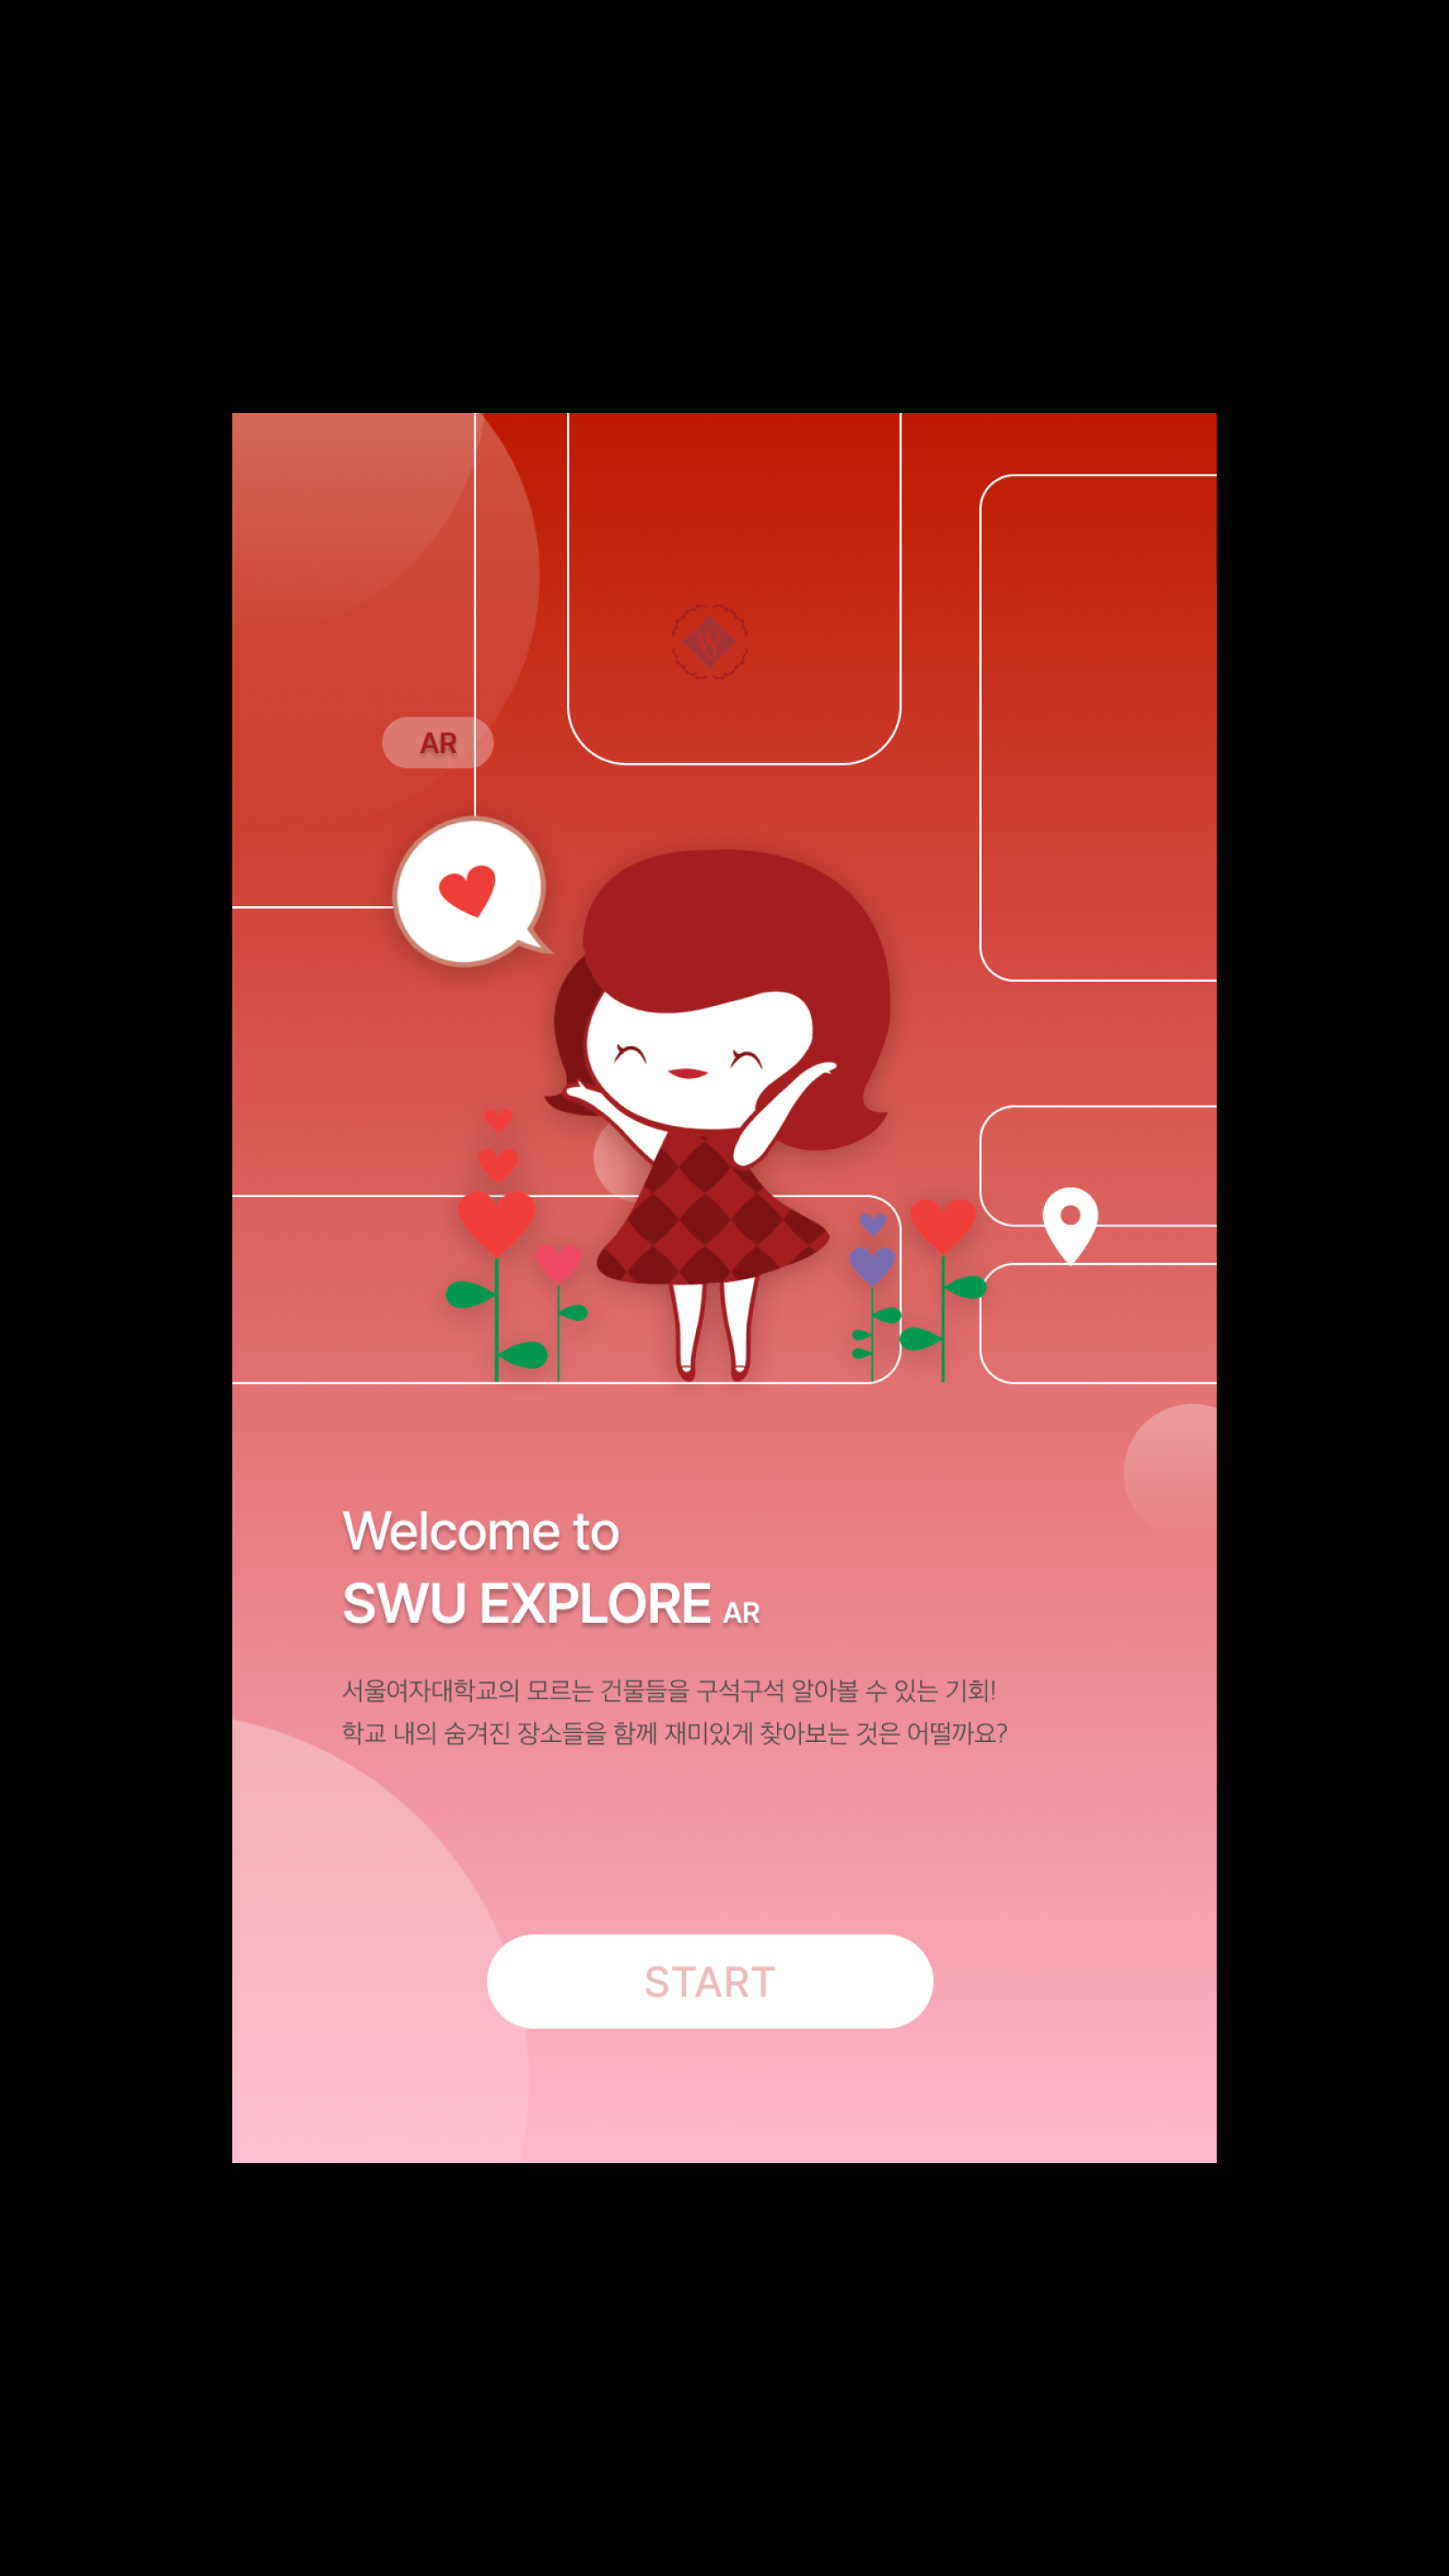 W
AR
Welcome to
SWU EXPLORE AR
서울여자대학교의 모르는 건물들을 구석구석 알아볼 수 있는 기회!
학교 내의 숨겨진 장소들을 함께 재미있게 찾아보는 것은 어떨까요?
START